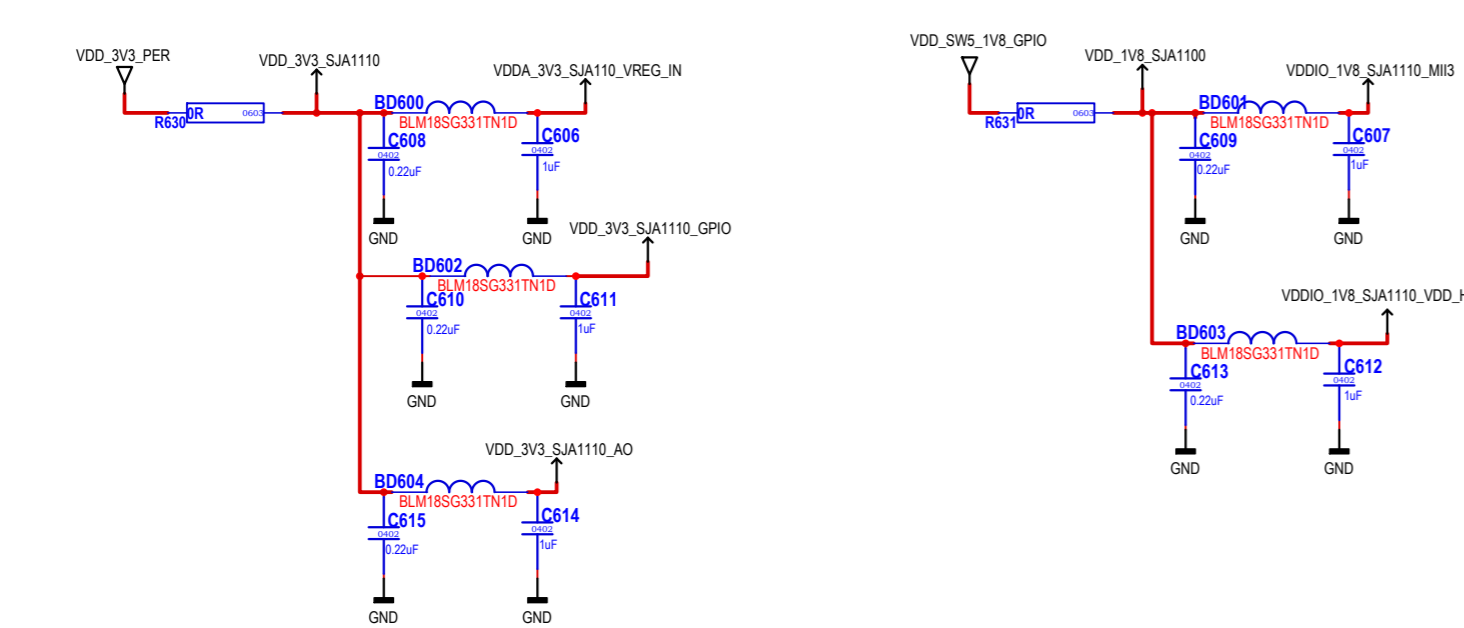 VDD_3V3_PER
VDD_3V3_SJA1110
VDDA_3V3_SJA110_VREG_IN
R630
0R
0603
BD600
BLM18SG331TN1D
C608
0402
0.22uF
C606
0402
1uF
GND
GND
VDD_3V3_SJA1110_GPIO
BD602
BLM18SG331TN1D
C610
0402
0.22uF
C611
0402
1uF
GND
GND
VDD_3V3_SJA1110_AO
BD604
BLM18SG331TN1D
C615
0402
0.22uF
C614
0402
1uF
GND
GND
VDD_SW5_1V8_GPIO
VDD_1V8_SJA1100
VDDIO_1V8_SJA1110_MII3
R631
0R
0603
BD601
BLM18SG331TN1D
C609
0402
0.22uF
C607
0402
1uF
GND
GND
VDDIO_1V8_SJA1110_VDD_H
BD603
BLM18SG331TN1D
C613
0402
0.22uF
C612
0402
1uF
GND
GND